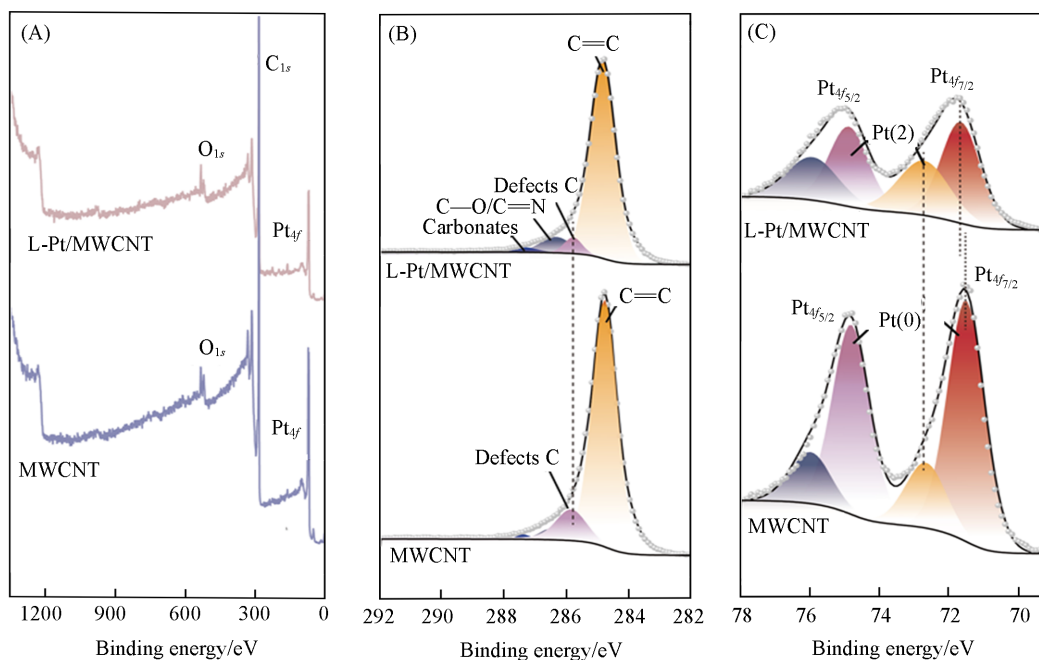 (A)
C1s
O1s
Pt4f
L-Pt/MWCNT
O1s
Pt4f
MWCNT
1200 900 600 300 0
Binding energy/eV
(B)
C=C
Defects C
C—O/C=N
Carbonates
L-Pt/MWCNT
C=C
Defects C
MWCNT
292 290 288 286 284 282
Binding energy/eV
(C)
Pt4f7/2
Pt4f5/2
Pt(2)
L-Pt/MWCNT
Pt4f7/2
Pt4f5/2
Pt(0)
MWCNT
78 76 74 72 70
Binding energy/eV